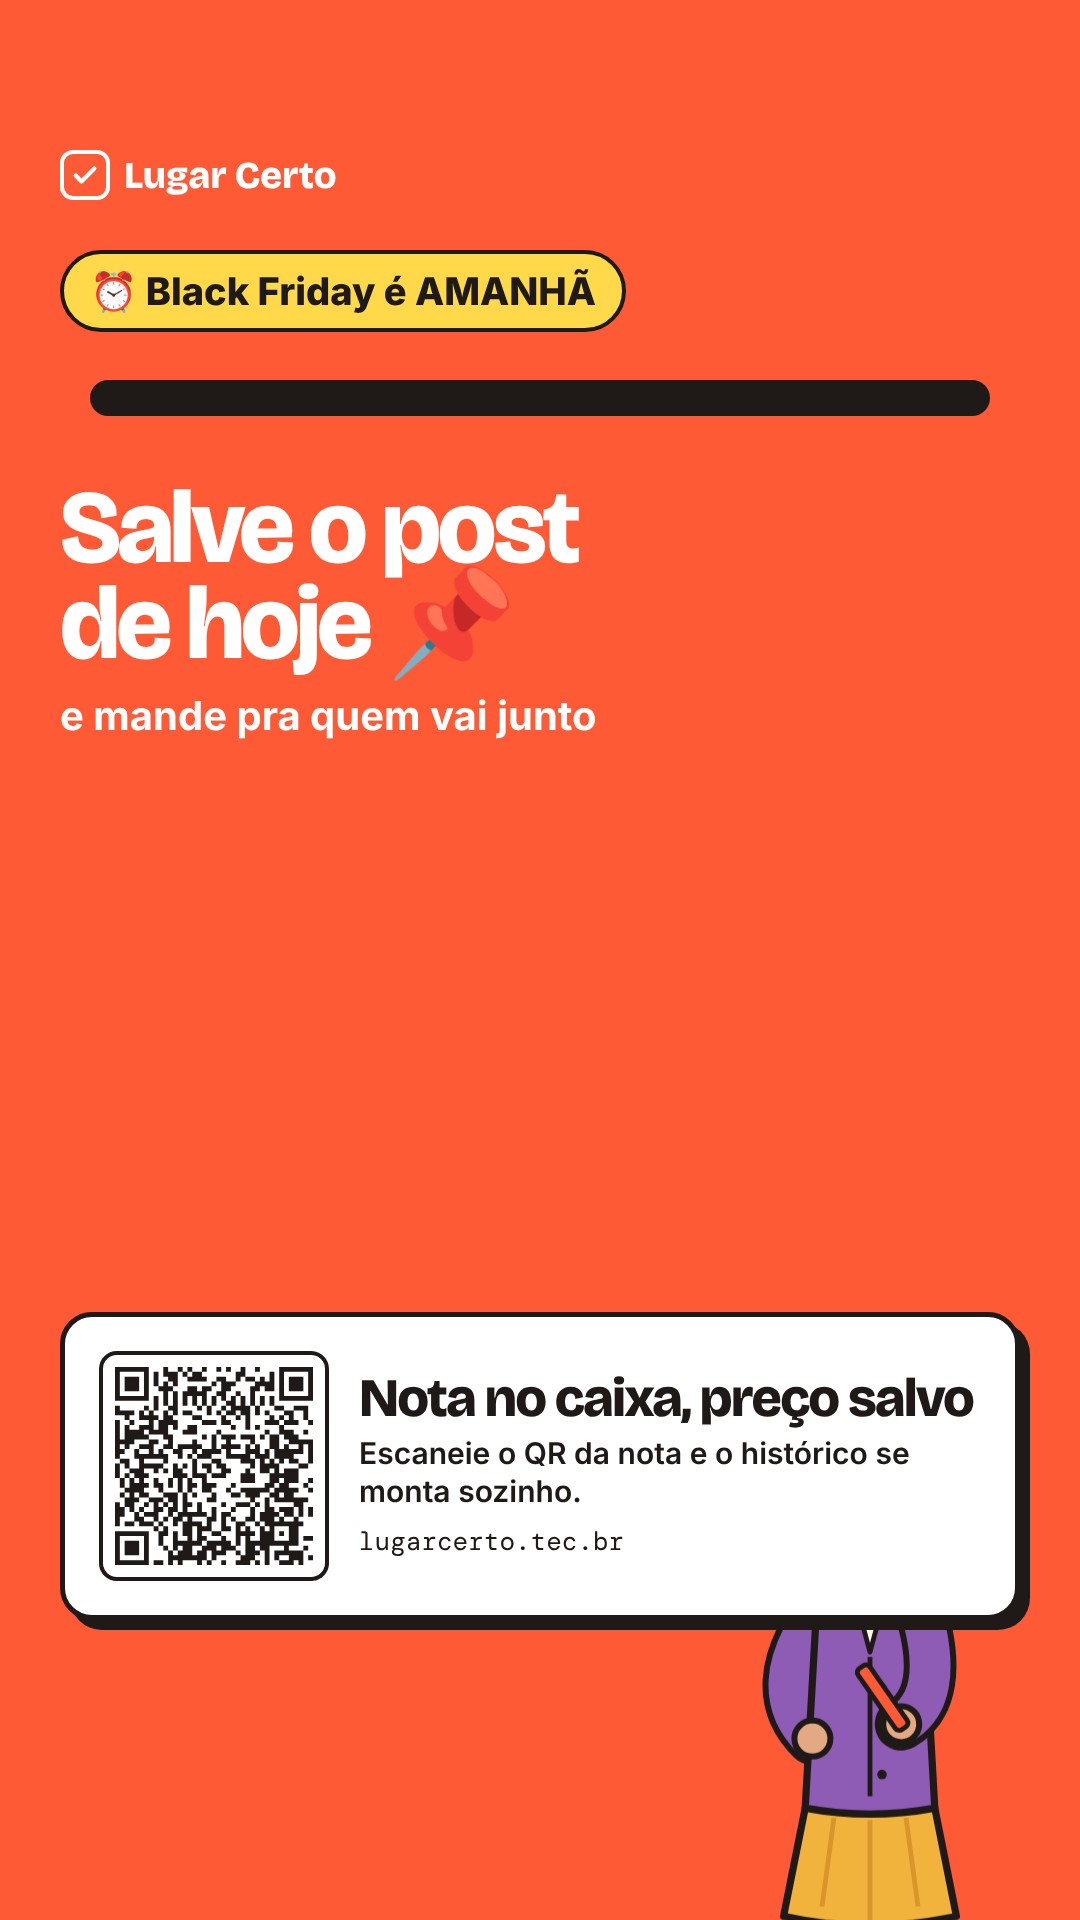 Lugar Certo
⏰ Black Friday é AMANHÃ
Salve o post
de hoje 📌
e mande pra quem vai junto
Nota no caixa, preço salvo
Escaneie o QR da nota e o histórico se
monta sozinho.
lugarcerto.tec.br